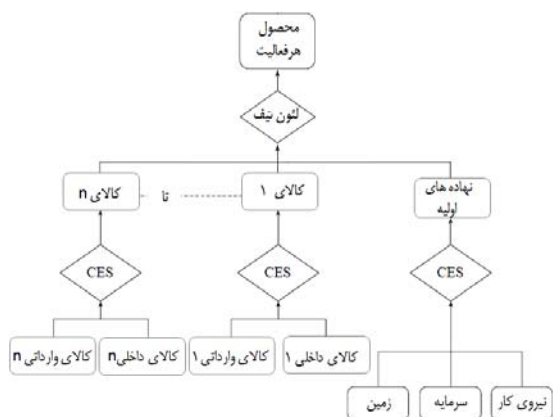 محصول
هرفعالیت
لئون تیف
نهاده های
اولیه
کالای ۱
تا
کالای n
CES
CES
CES
کالای داخلی ۱
کالای وارداتی ۱
کالای داخلیn
کالای وارداتی n
نیروی کار
سرمایه
زمین